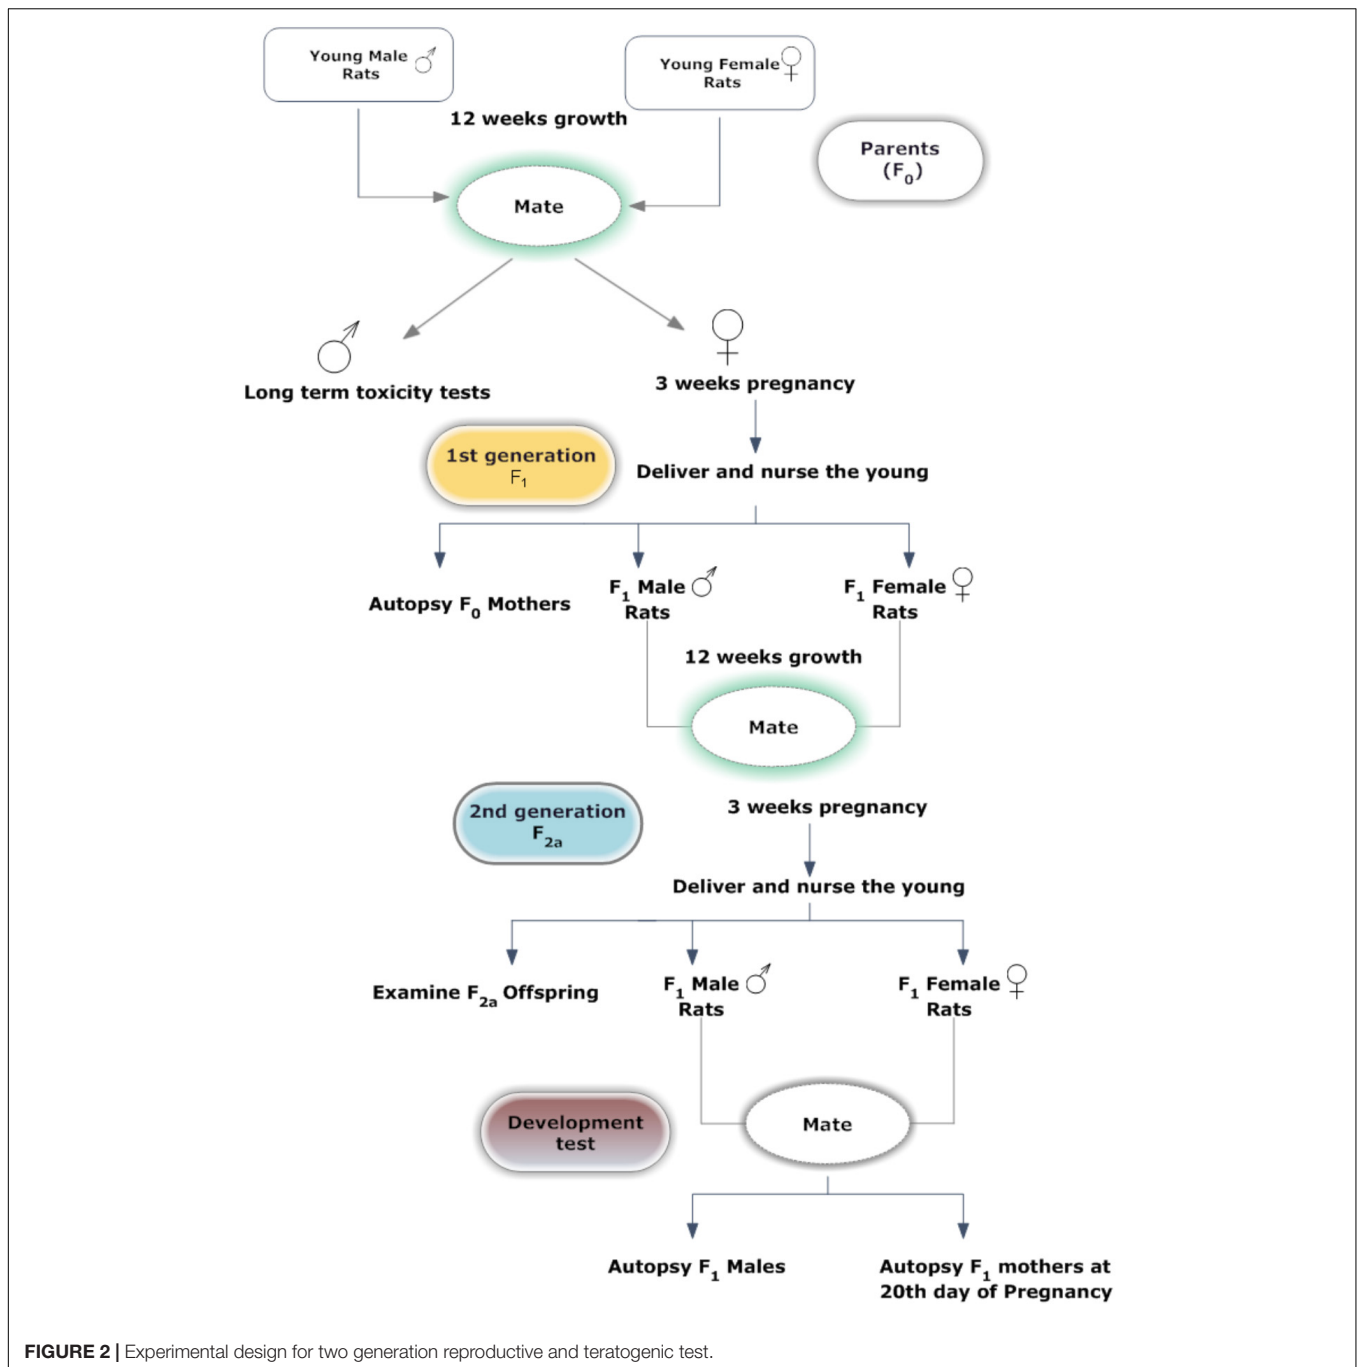 Young Male ♂
Rats
Young Female ♀
Rats
12 weeks growth
Parents
(F₀)
Mate
♂
♀
Long term toxicity tests
3 weeks pregnancy
1st generation
F₁
Deliver and nurse the young
Autopsy F₀ Mothers
F₁ Male ♂
Rats
F₁ Female ♀
Rats
12 weeks growth
Mate
2nd generation
F₂ₐ
3 weeks pregnancy
Deliver and nurse the young
Examine F₂ₐ Offspring
F₁ Male ♂
Rats
F₁ Female ♀
Rats
Development
test
Mate
Autopsy F₁ Males
Autopsy F₁ mothers at
20th day of Pregnancy
FIGURE 2 | Experimental design for two generation reproductive and teratogenic test.